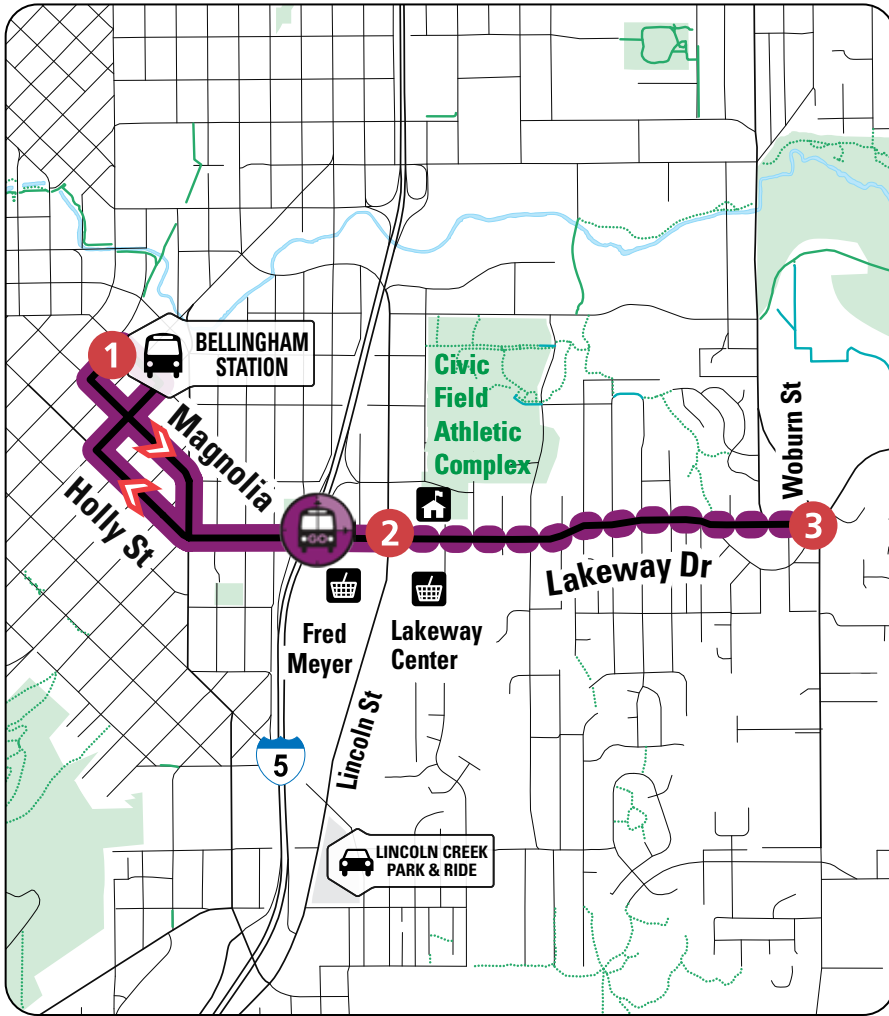 1
BELLINGHAM
STATION
Civic
Field
Athletic
Complex
Woburn St
Magnolia
Holly St
GO
2
3
Lakeway Dr
Fred
Meyer
Lakeway
Center
Lincoln St
5
LINCOLN CREEK
PARK & RIDE